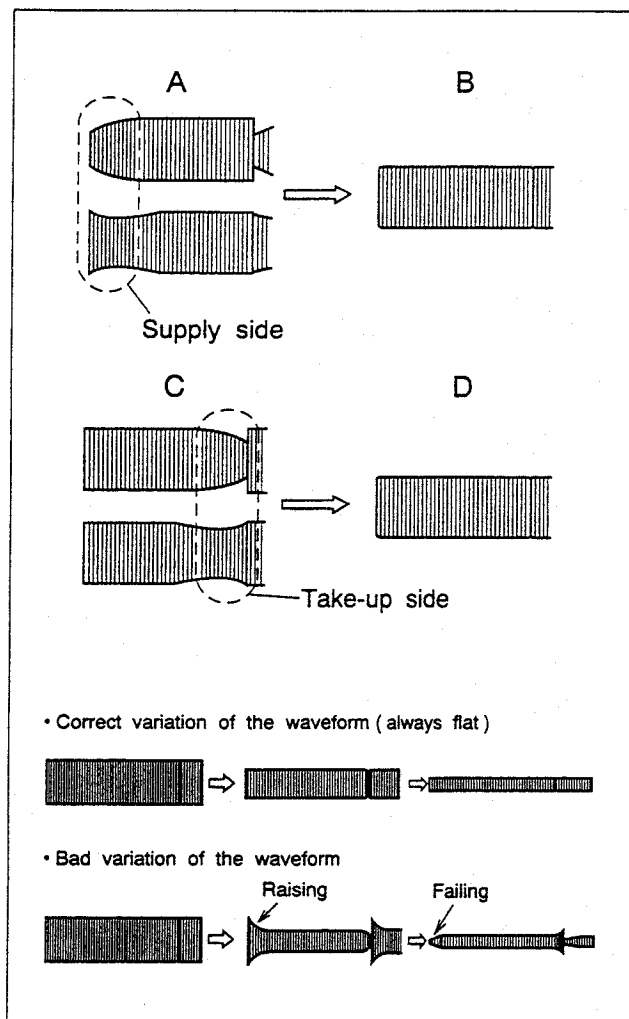 A
B
Supply side
C
D
Take-up side
• Correct variation of the waveform ( always flat )
• Bad variation of the waveform
Raising
Failing